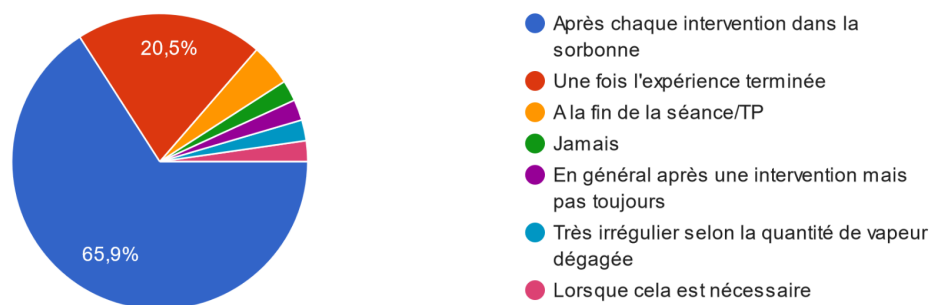 20,5%
65,9%
Après chaque intervention dans la
sorbonne
Une fois l'expérience terminée
A la fin de la séance/TP
Jamais
En général après une intervention mais
pas toujours
Très irrégulier selon la quantité de vapeur
dégagée
Lorsque cela est nécessaire